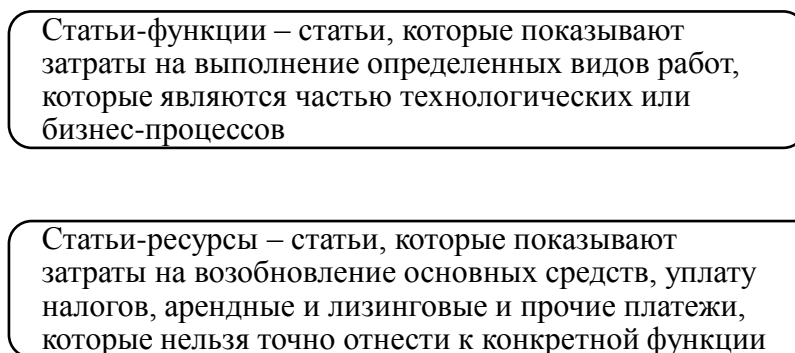 Статьи-функции – статьи, которые показывают
затраты на выполнение определенных видов работ,
которые являются частью технологических или
бизнес-процессов
Статьи-ресурсы – статьи, которые показывают
затраты на возобновление основных средств, уплату
налогов, арендные и лизинговые и прочие платежи,
которые нельзя точно отнести к конкретной функции